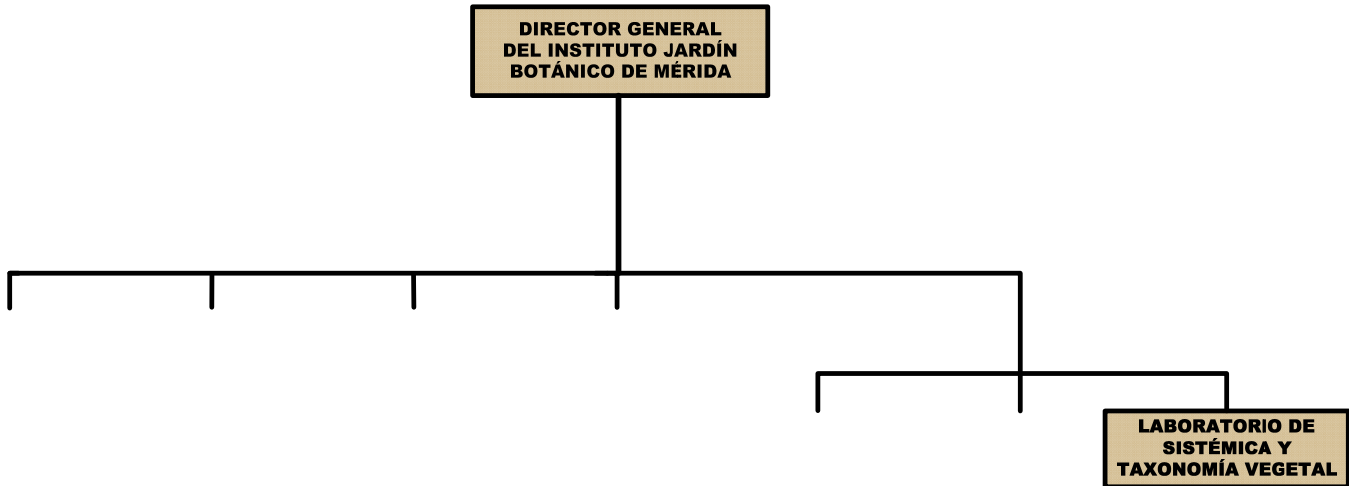 DIRECTOR GENERAL
DEL INSTITUTO JARDÍN
BOTÁNICO DE MÉRIDA
LABORATORIO DE
SISTÉMICA Y
TAXONOMÍA VEGETAL